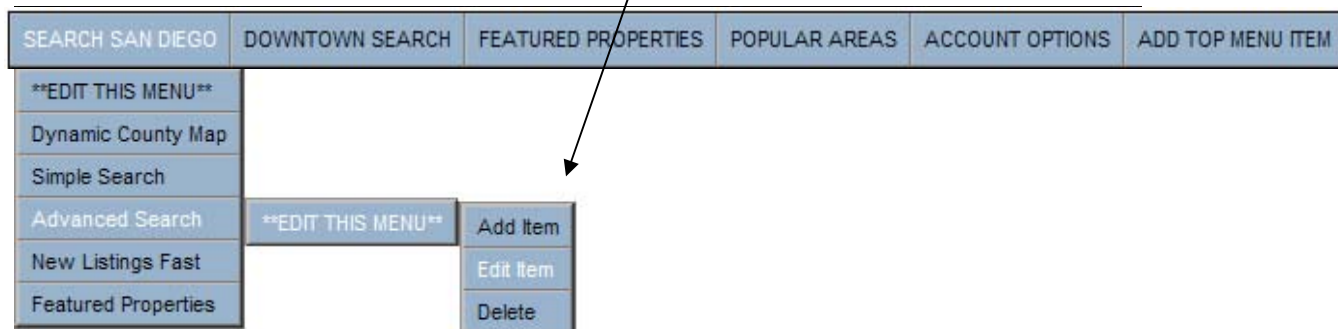 SEARCH SAN DIEGO DOWNTOWN SEARCH FEATURED PROPERTIES POPULAR AREAS ACCOUNT OPTIONS ADD TOP MENU ITEM
**EDIT THIS MENU**
Dynamic County Map
Simple Search
Advanced Search **EDIT THIS MENU** Add Item
New Listings Fast Edit Item
Featured Properties Delete